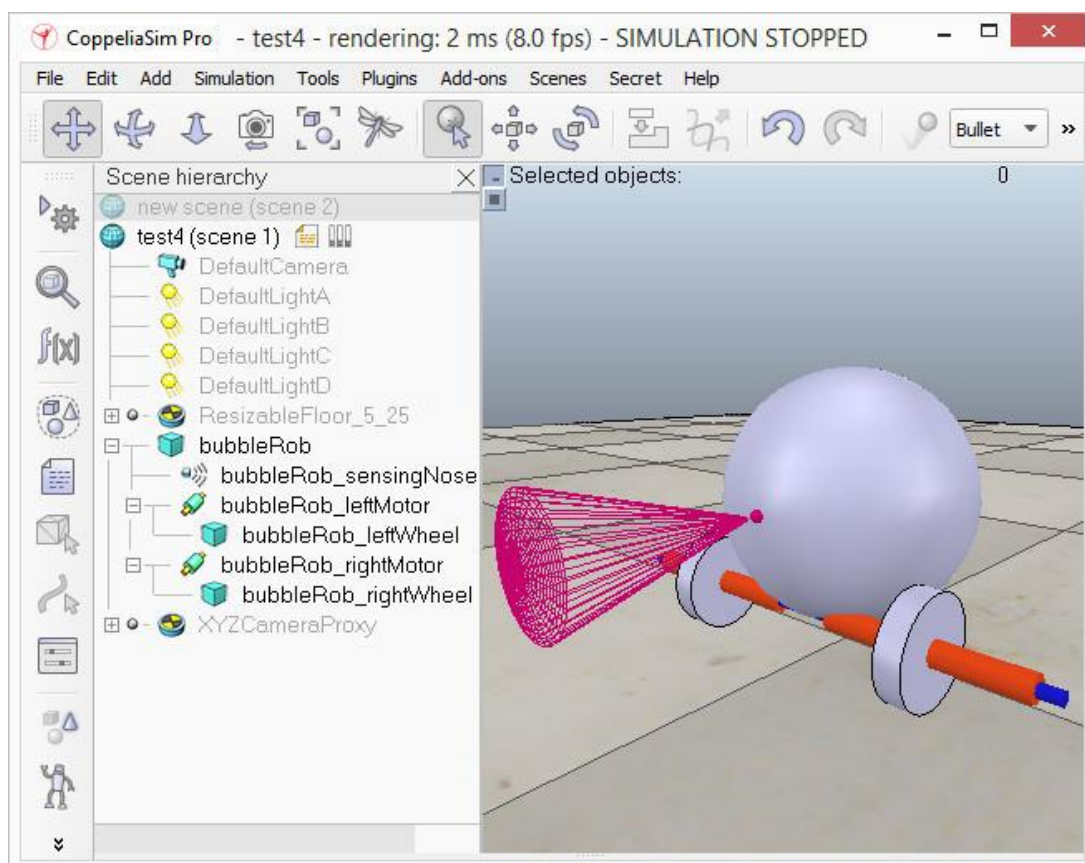 CoppeliaSim Pro - test4 - rendering: 2 ms (8.0 fps) - SIMULATION STOPPED
File Edit Add Simulation Tools Plugins Add-ons Scenes Secret Help
Bullet
Scene hierarchy
Selected objects: 0
new scene (scene 2)
test4 (scene 1)
DefaultCamera
DefaultLightA
DefaultLightB
DefaultLightC
DefaultLightD
ResizableFloor_5_25
bubbleRob
bubbleRob_sensingNose
bubbleRob_leftMotor
bubbleRob_leftWheel
bubbleRob_rightMotor
bubbleRob_rightWheel
XYZCameraProxy
f(x)